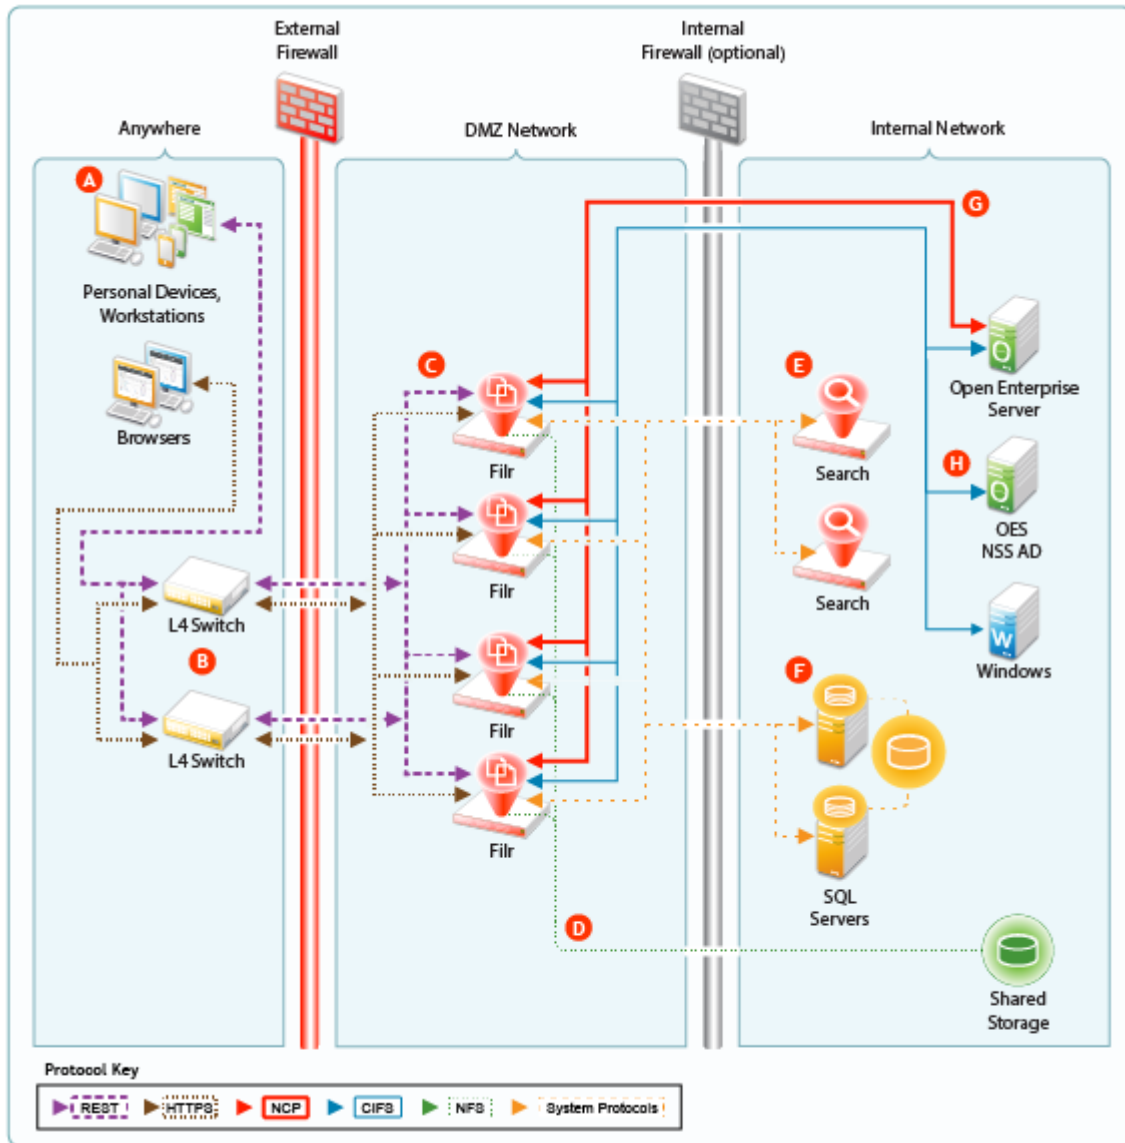 External
Firewall
Internal
Firewall (optional)
Anywhere
DMZ Network
Internal Network
A
Personal Devices,
Workstations
Browsers
L4 Switch
B
L4 Switch
C
Filr
Filr
Filr
Filr
D
G
E
Search
Search
Open Enterprise
Server
H
OES
NSS AD
W
Windows
F
SQL
Servers
Shared
Storage
Protocol Key
REST
HTTPS
NCP
CIFS
NFS
System Protocols